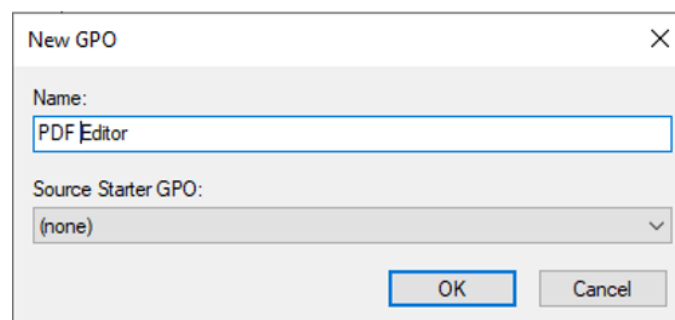 New GPO
Name:
PDF Editor
Source Starter GPO:
(none)
OK Cancel